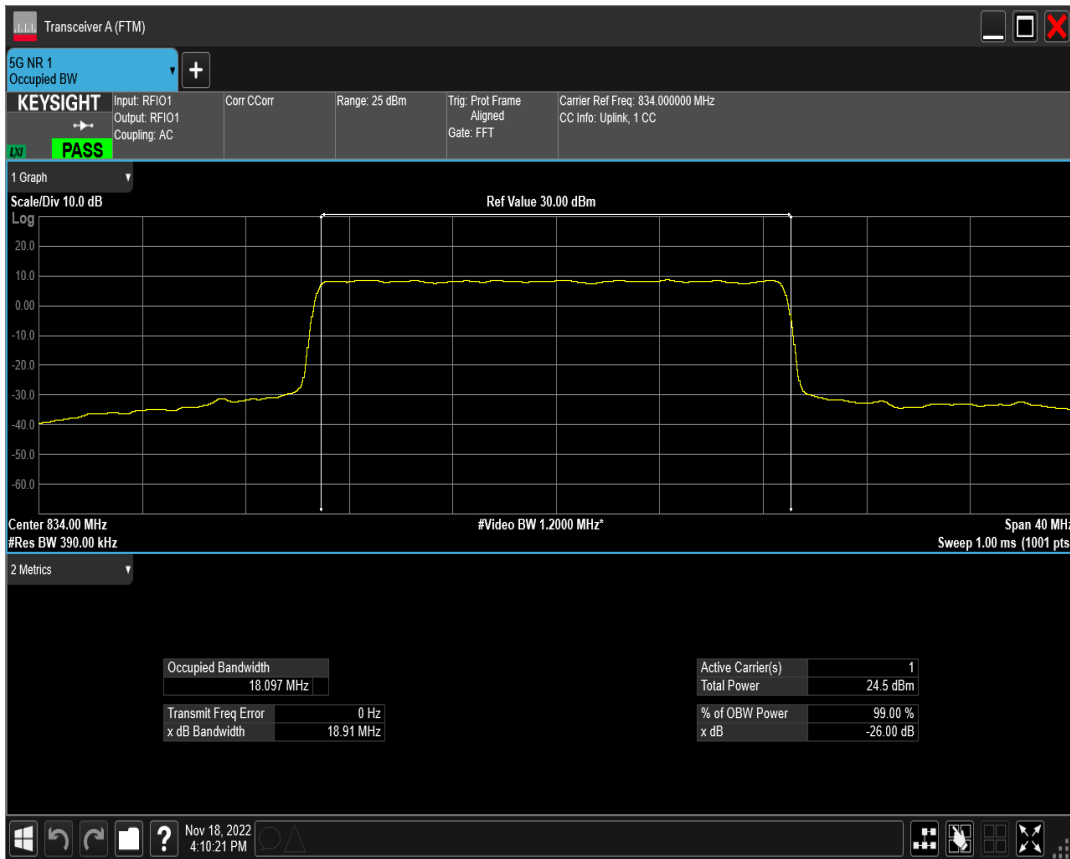 Transceiver A (FTM)
5G NR 1
Occupied BW
+
KEYSIGHT
LXI
PASS
Input: RFIO1
Output: RFIO1
Coupling: AC
Corr CCorr
Range: 25 dBm
Trig: Prot Frame
Aligned
Gate: FFT
Carrier Ref Freq: 834.000000 MHz
CC Info: Uplink, 1 CC
1 Graph
Scale/Div 10.0 dB
Ref Value 30.00 dBm
Log
20.0
10.0
0.00
-10.0
-20.0
-30.0
-40.0
-50.0
-60.0
Center 834.00 MHz
#Video BW 1.2000 MHz*
Span 40 MHz
#Res BW 390.00 kHz
Sweep 1.00 ms (1001 pts
2 Metrics
Occupied Bandwidth
18.097 MHz
Transmit Freq Error 0 Hz
x dB Bandwidth 18.91 MHz
Active Carrier(s) 1
Total Power 24.5 dBm
% of OBW Power 99.00 %
x dB -26.00 dB
?
Nov 18, 2022
4:10:21 PM